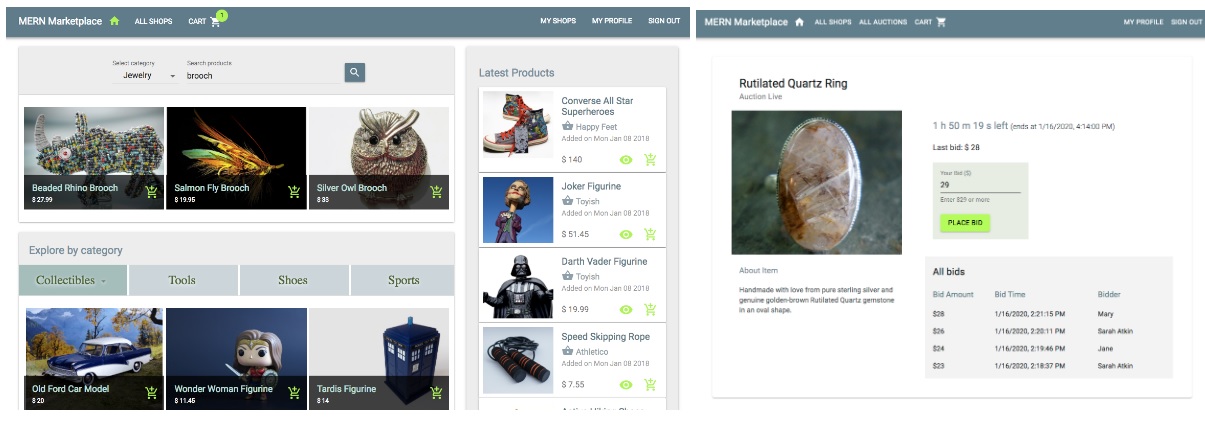 MERN Marketplace ALL SHOPS CART 1 MY SHOPS MY PROFILE SIGN OUT
Select category Search products
Jewelry brooch
Beaded Rhino Brooch
$ 27.99
Salmon Fly Brooch
$ 19.95
Silver Owl Brooch
Explore by category
Collectibles Tools Shoes Sports
Old Ford Car Model
$ 20
Wonder Woman Figurine
$ 11.45
Tardis Figurine
$ 14
Latest Products
Converse All Star
Superheroes
Happy Feet
Added on Mon Jan 08 2018
$ 140
Joker Figurine
Toyish
Added on Mon Jan 08 2018
$ 51.45
Darth Vader Figurine
Toyish
Added on Mon Jan 08 2018
$ 19.99
Speed Skipping Rope
Athletico
Added on Mon Jan 08 2018
$ 7.55
MERN Marketplace ALL SHOPS ALL AUCTIONS CART MY PROFILE SIGN OUT
Rutilated Quartz Ring
Auction Live
1 h 50 m 19 s left (ends at 1/16/2020, 4:14:00 PM)
Last bid: $ 28
Your Bid ($)
29
Enter $29 or more
PLACE BID
About Item
Handmade with love from pure sterling silver and
genuine golden-brown Rutilated Quartz gemstone
in an oval shape.
All bids
Bid Amount Bid Time Bidder
$28 1/16/2020, 2:21:15 PM Mary
$26 1/16/2020, 2:20:11 PM Sarah Atkin
$24 1/16/2020, 2:19:46 PM Jane
$23 1/16/2020, 2:18:37 PM Sarah Atkin